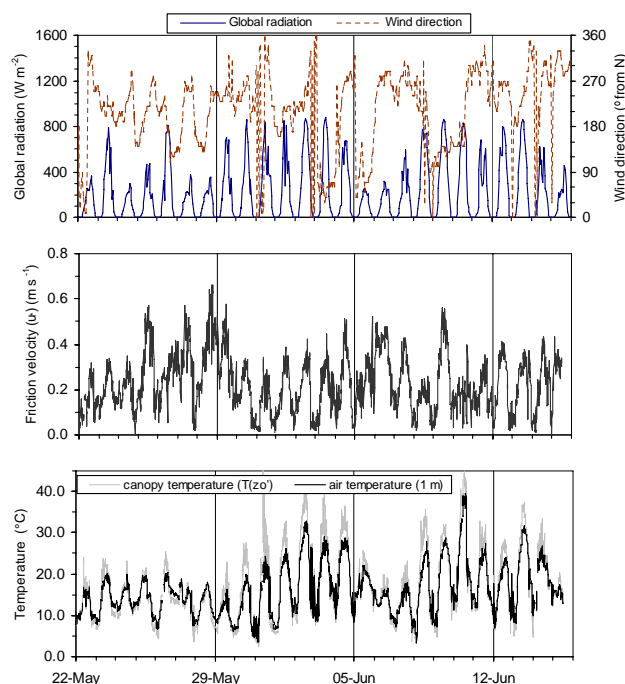 Global radiation Wind direction
1600
1200
800
400
0
Global radiation (W m-2)
360
270
180
90
0
Wind direction (° from N)
0.8
0.6
0.4
0.2
0.0
Friction velocity (u*) (m s-1)
canopy temperature (T(zo') air temperature (1 m)
40.0
30.0
20.0
10.0
0.0
Temperature (°C)
22-May 29-May 05-Jun 12-Jun